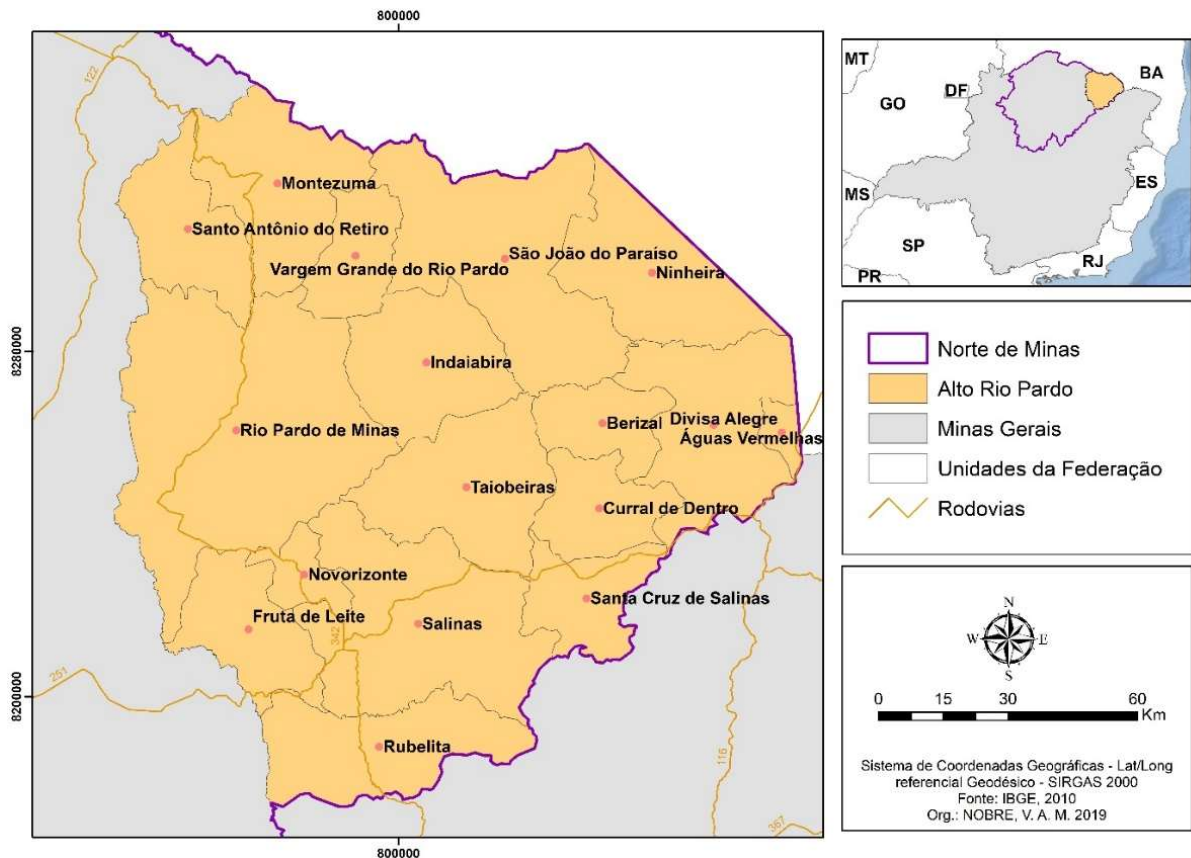 800000
122
Montezuma
Santo Antônio do Retiro
São João do Paraíso
Vargem Grande do Rio Pardo
Ninheira
8280000
Indaiabira
Berizal
Divisa Alegre
Rio Pardo de Minas
Águas Vermelhas
Taiobeiras
Curral de Dentro
Novorizonte
Santa Cruz de Salinas
Fruta de Leite
Salinas
342
251
8200000
Rubelita
116
367
800000
MT
BA
DF
GO
MS
ES
SP
RJ
PR
Norte de Minas
Alto Rio Pardo
Minas Gerais
Unidades da Federação
Rodovias
N
W E
S
0 15 30 60
Km
Sistema de Coordenadas Geográficas - Lat/Long
referencial Geodésico - SIRGAS 2000
Fonte: IBGE, 2010
Org.: NOBRE, V. A. M. 2019